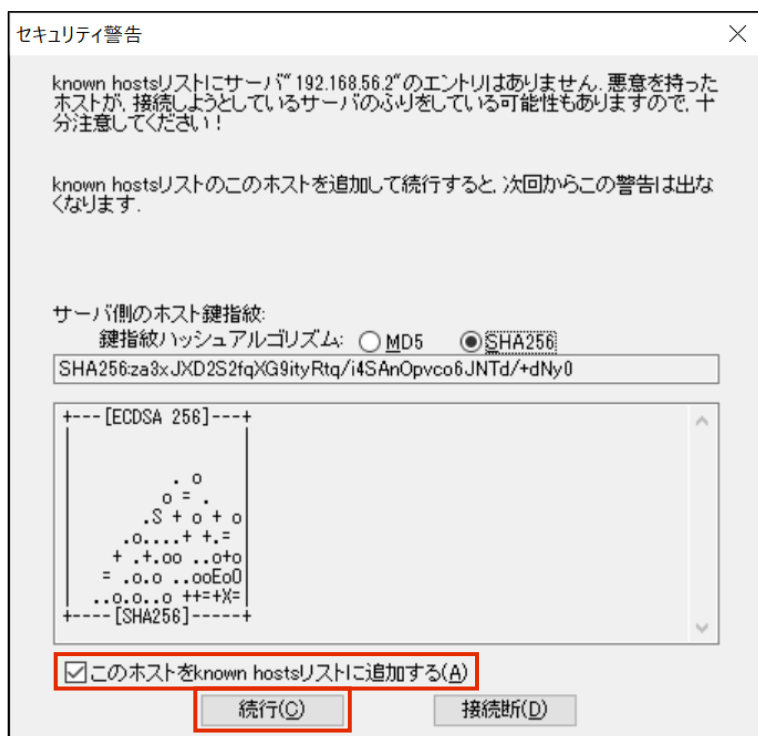 セキュリティ警告
known hostsリストにサーバ"192.168.56.2"のエントリはありません. 悪意を持った
ホストが, 接続しようとしているサーバのふりをしている可能性もありますので, 十
分注意してください!
known hostsリストのこのホストを追加して続行すると, 次回からこの警告は出な
くなります.
サーバ側のホスト鍵指紋:
鍵指紋ハッシュアルゴリズム: MD5 SHA256
SHA256:za3xJXD2S2fqXG9ityRtq/i4SAnOpvco6JNTd/+dNy0
+---[ECDSA 256]---+
|                 |
|                 |
|          . o    |
|         o = .   |
|       .S + o + o|
|     .o....+ +.= |
|    + .+.oo ..o+o|
|   = .o.o ..ooEoO|
|  ..o.o..o ++=+X=|
+----[SHA256]-----+
このホストをknown hostsリストに追加する(A)
続行(C) 接続断(D)